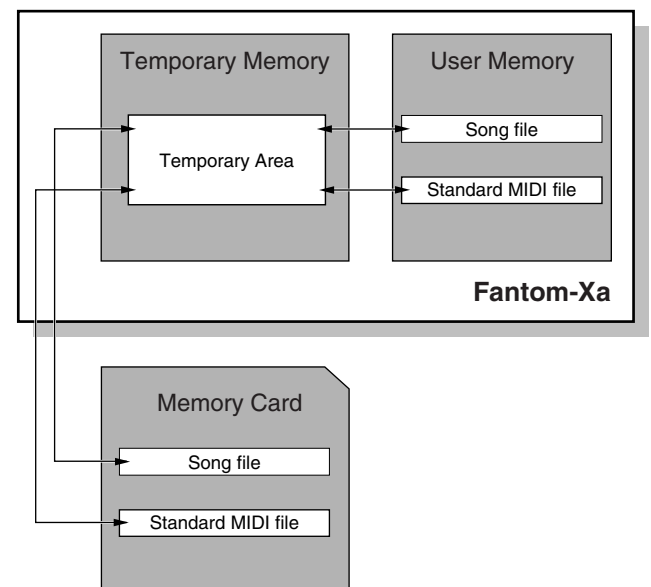 Temporary Memory
User Memory
Temporary Area
Song file
Standard MIDI file
Fantom-Xa
Memory Card
Song file
Standard MIDI file